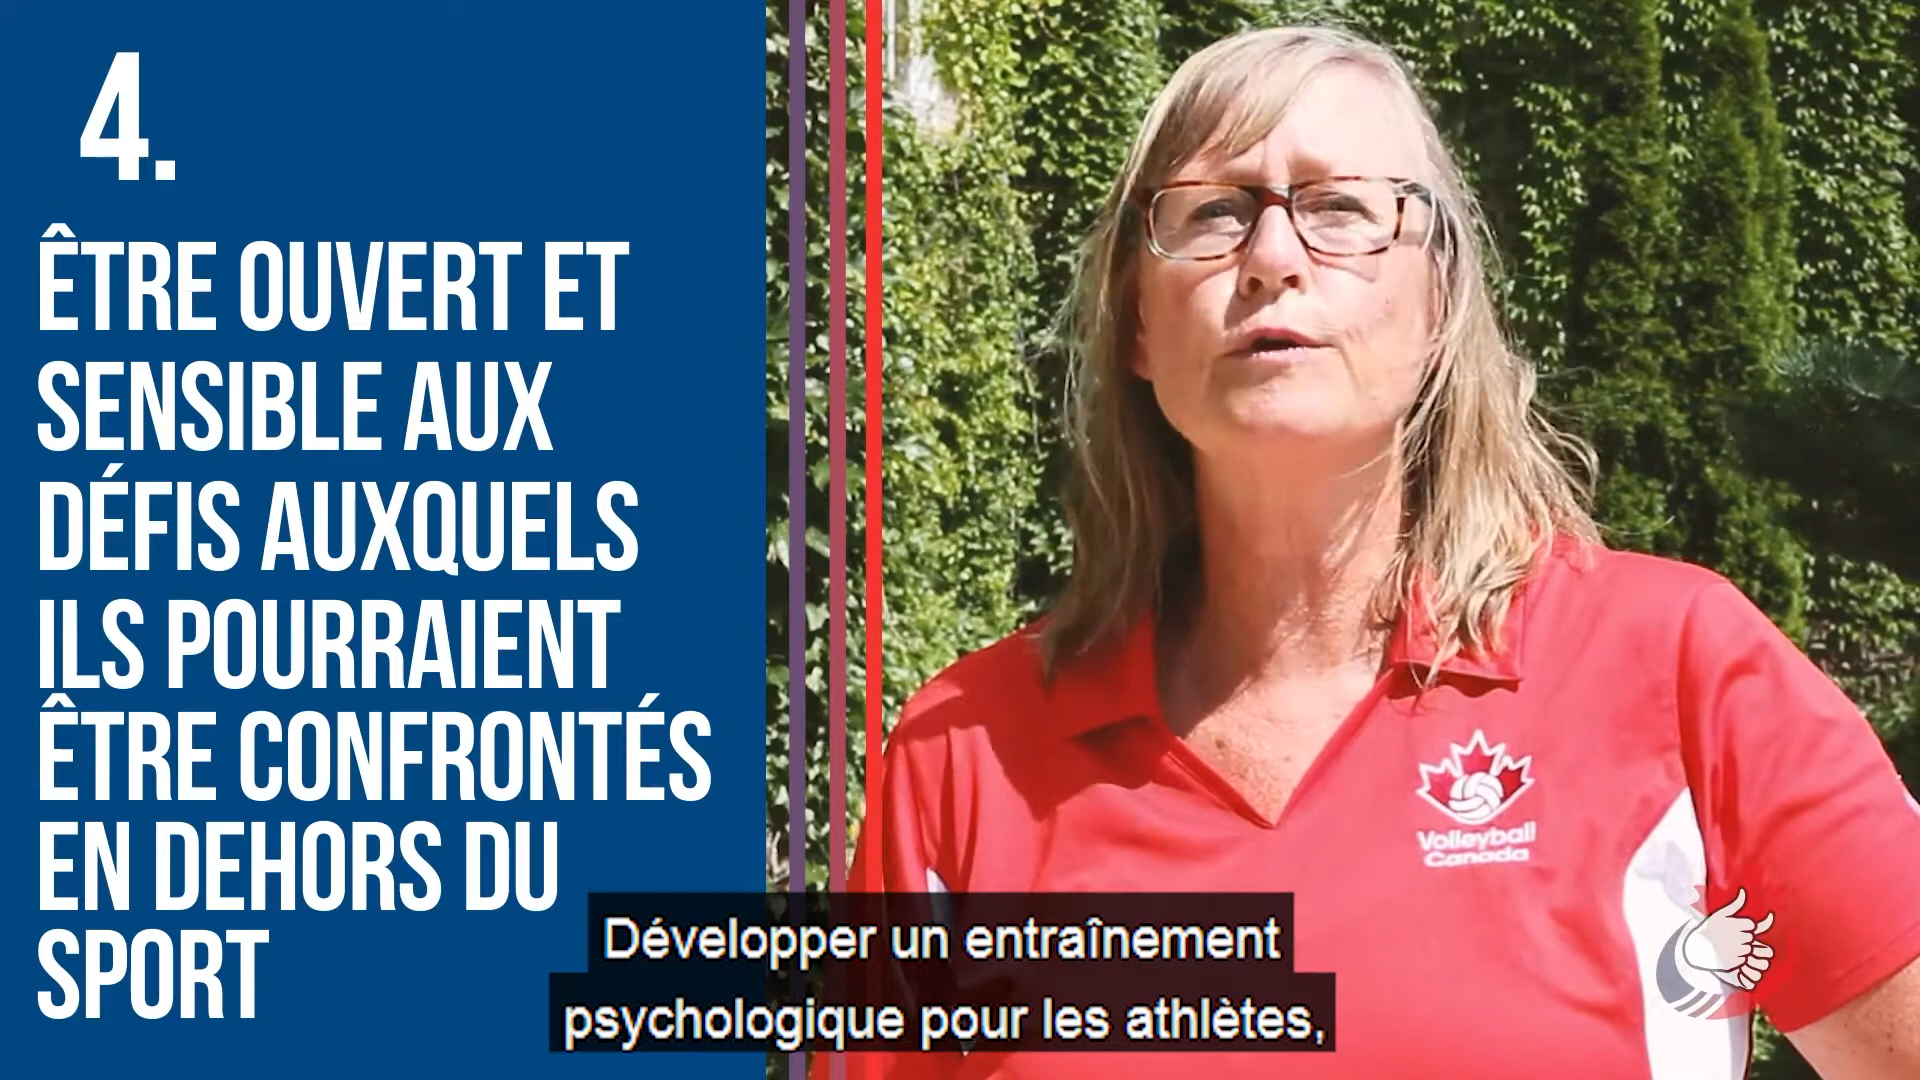 4.
ÊTRE OUVERT ET
SENSIBLE AUX
DÉFIS AUXQUELS
ILS POURRAIENT
ÊTRE CONFRONTÉS
EN DEHORS DU
SPORT
Volleyball
Canada
Développer un entraînement
psychologique pour les athlètes,